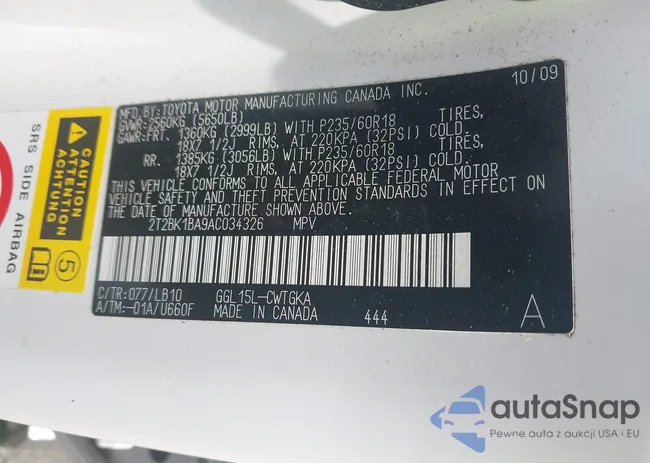 MFD. BY:TOYOTA MOTOR MANUFACTURING CANADA INC. 10/09
GVWR:2560KG (5650LB)
GAWR:FRT. 1360KG (2999LB) WITH P235/60R18 TIRES,
18X7 1/2J RIMS, AT 220KPA (32PSI) COLD.
RR. 1385KG (3056LB) WITH P235/60R18 TIRES,
18X7 1/2J RIMS, AT 220KPA (32PSI) COLD.
THIS VEHICLE CONFORMS TO ALL APPLICABLE FEDERAL MOTOR
VEHICLE SAFETY AND THEFT PREVENTION STANDARDS IN EFFECT ON
THE DATE OF MANUFACTURE SHOWN ABOVE.
2T2BK1BA9AC034326 MPV
C/TR:077/LB10 GGL15L-CWTGKA
A/TM:-01A/U660F MADE IN CANADA 444 A
SRS SIDE AIRBAG
CAUTION
ATTENTION
ACHTUNG
5
autaSnap
Pewne auta z aukcji USA i EU